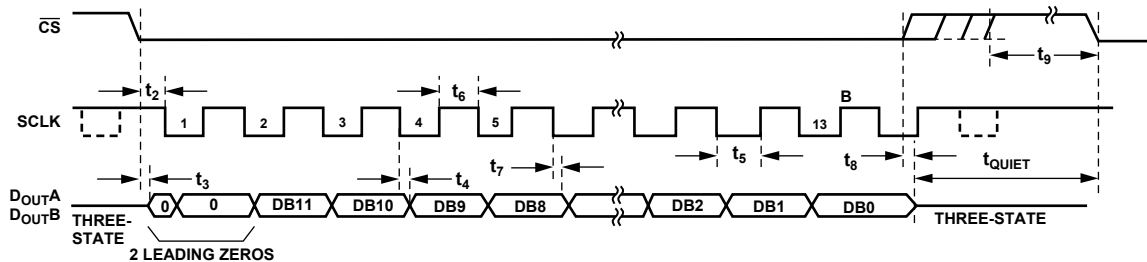 CS
t9
t2
t6
B
SCLK
1
2
3
4
5
13
t8
t5
t7
tQUIET
t3
t4
DOUTA
DOUTB
0
0
DB11
DB10
DB9
DB8
DB2
DB1
DB0
THREE-
STATE
THREE-STATE
2 LEADING ZEROS